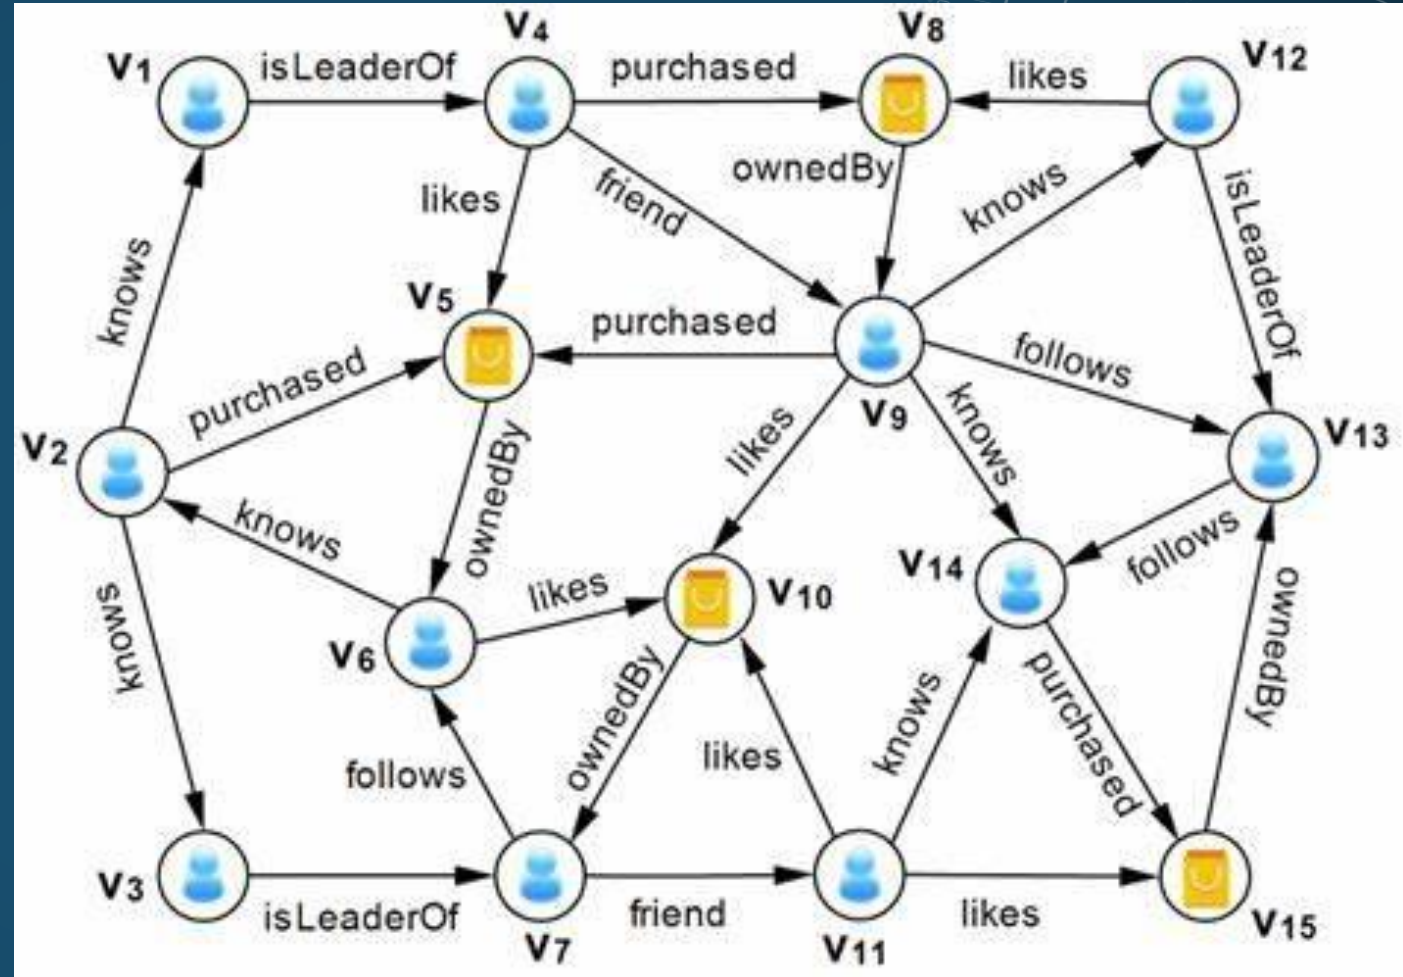 V1
isLeaderOf
V4
purchased
V8
likes
V12
ownedBy
likes
friend
knows
isLeaderOf
knows
V5
purchased
follows
purchased
V9
likes
knows
V13
V2
ownedBy
knows
follows
V14
likes
V10
ownedBy
knows
V6
ownedBy
purchased
knows
follows
likes
V3
isLeaderOf
V7
friend
V11
likes
V15